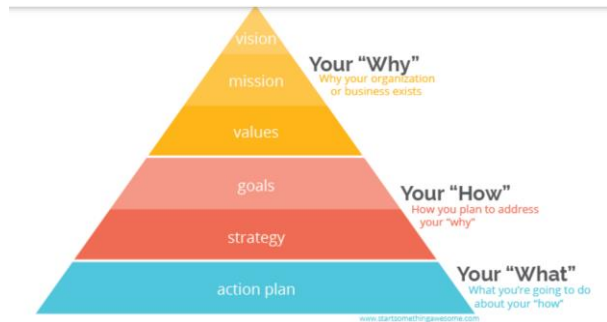 vision
mission
values
Your “Why”
Why your organization
or business exists
goals
strategy
Your “How”
How you plan to address
your “why”
action plan
Your “What”
What you're going to do
about your “how”
www.startsomethingawesome.com